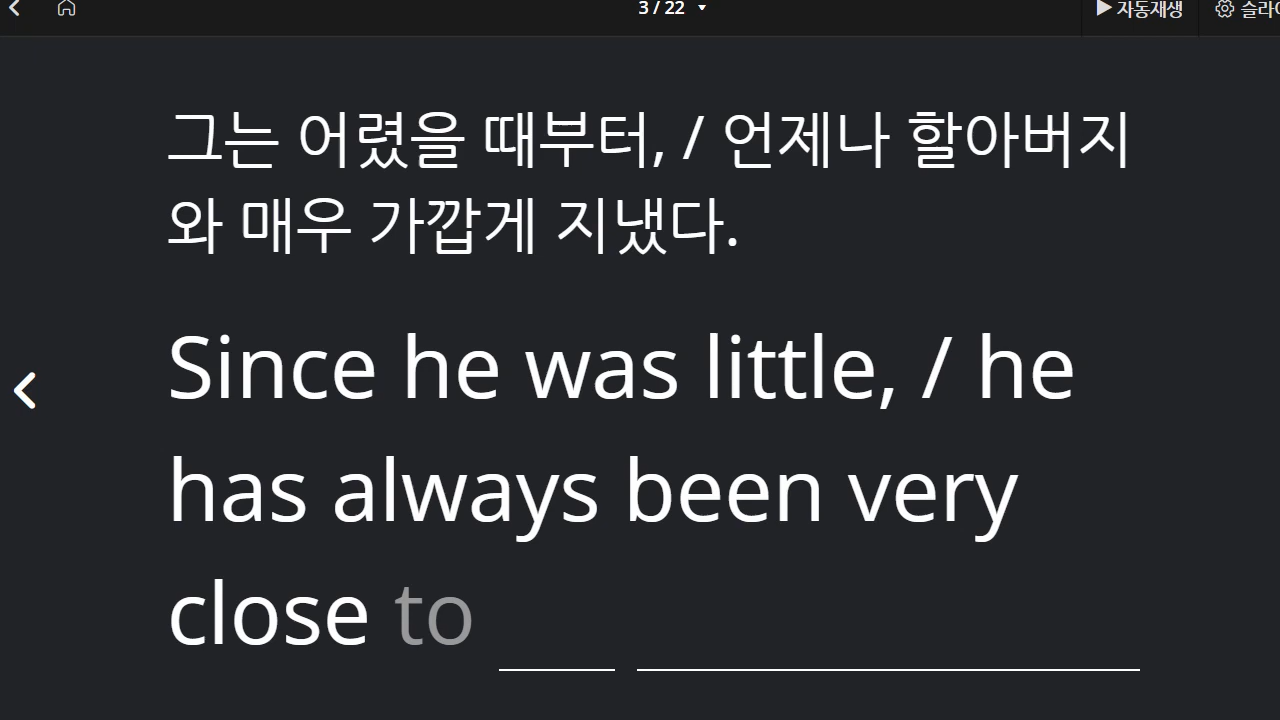 3 / 22
자동재생
그는 어렸을 때부터, / 언제나 할아버지
와 매우 가깝게 지냈다.
Since he was little, / he
has always been very
close to